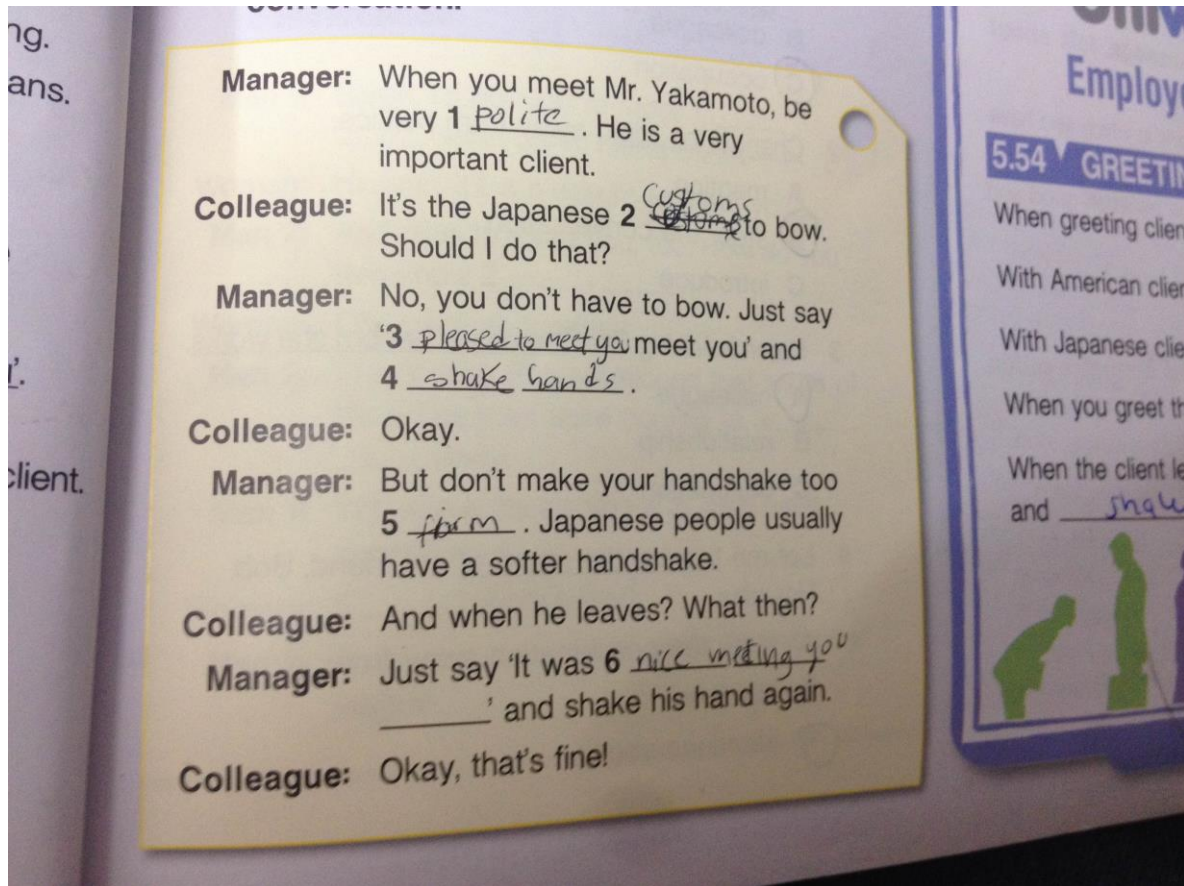 ng.
ans.
'.
client.
conversation.
Manager: When you meet Mr. Yakamoto, be
very 1 polite . He is a very
important client.
Customs
Colleague: It's the Japanese 2 to bow.
Should I do that?
Manager: No, you don't have to bow. Just say
'3 pleased to meet you meet you' and
4 shake hands .
Colleague: Okay.
Manager: But don't make your handshake too
5 firm . Japanese people usually
have a softer handshake.
Colleague: And when he leaves? What then?
Manager: Just say 'It was 6 nice meeting you
' and shake his hand again.
Colleague: Okay, that's fine!
Employ
5.54 GREETIN
When greeting clien
With American clie
With Japanese clie
When you greet th
When the client le
and shake